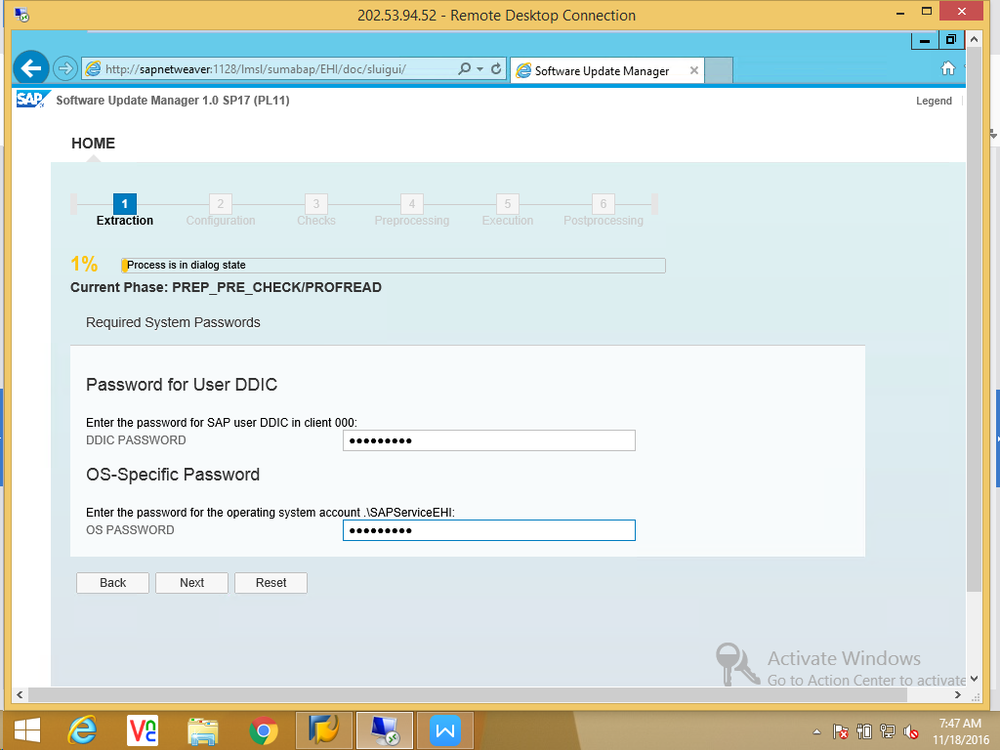 202.53.94.52 - Remote Desktop Connection
http://sapnetweaver:1128/lmsl/sumabap/EHI/doc/sluigui/
Software Update Manager
SAP
Software Update Manager 1.0 SP17 (PL11)
Legend
HOME
1
2
3
4
5
6
Extraction
Configuration
Checks
Preprocessing
Execution
Postprocessing
1%
Process is in dialog state
Current Phase: PREP_PRE_CHECK/PROFREAD
Required System Passwords
Password for User DDIC
Enter the password for SAP user DDIC in client 000:
DDIC PASSWORD
●●●●●●●●●
OS-Specific Password
Enter the password for the operating system account .\SAPServiceEHI:
OS PASSWORD
●●●●●●●●●
Back
Next
Reset
Activate Windows
Go to Action Center to activate
7:47 AM
11/18/2016